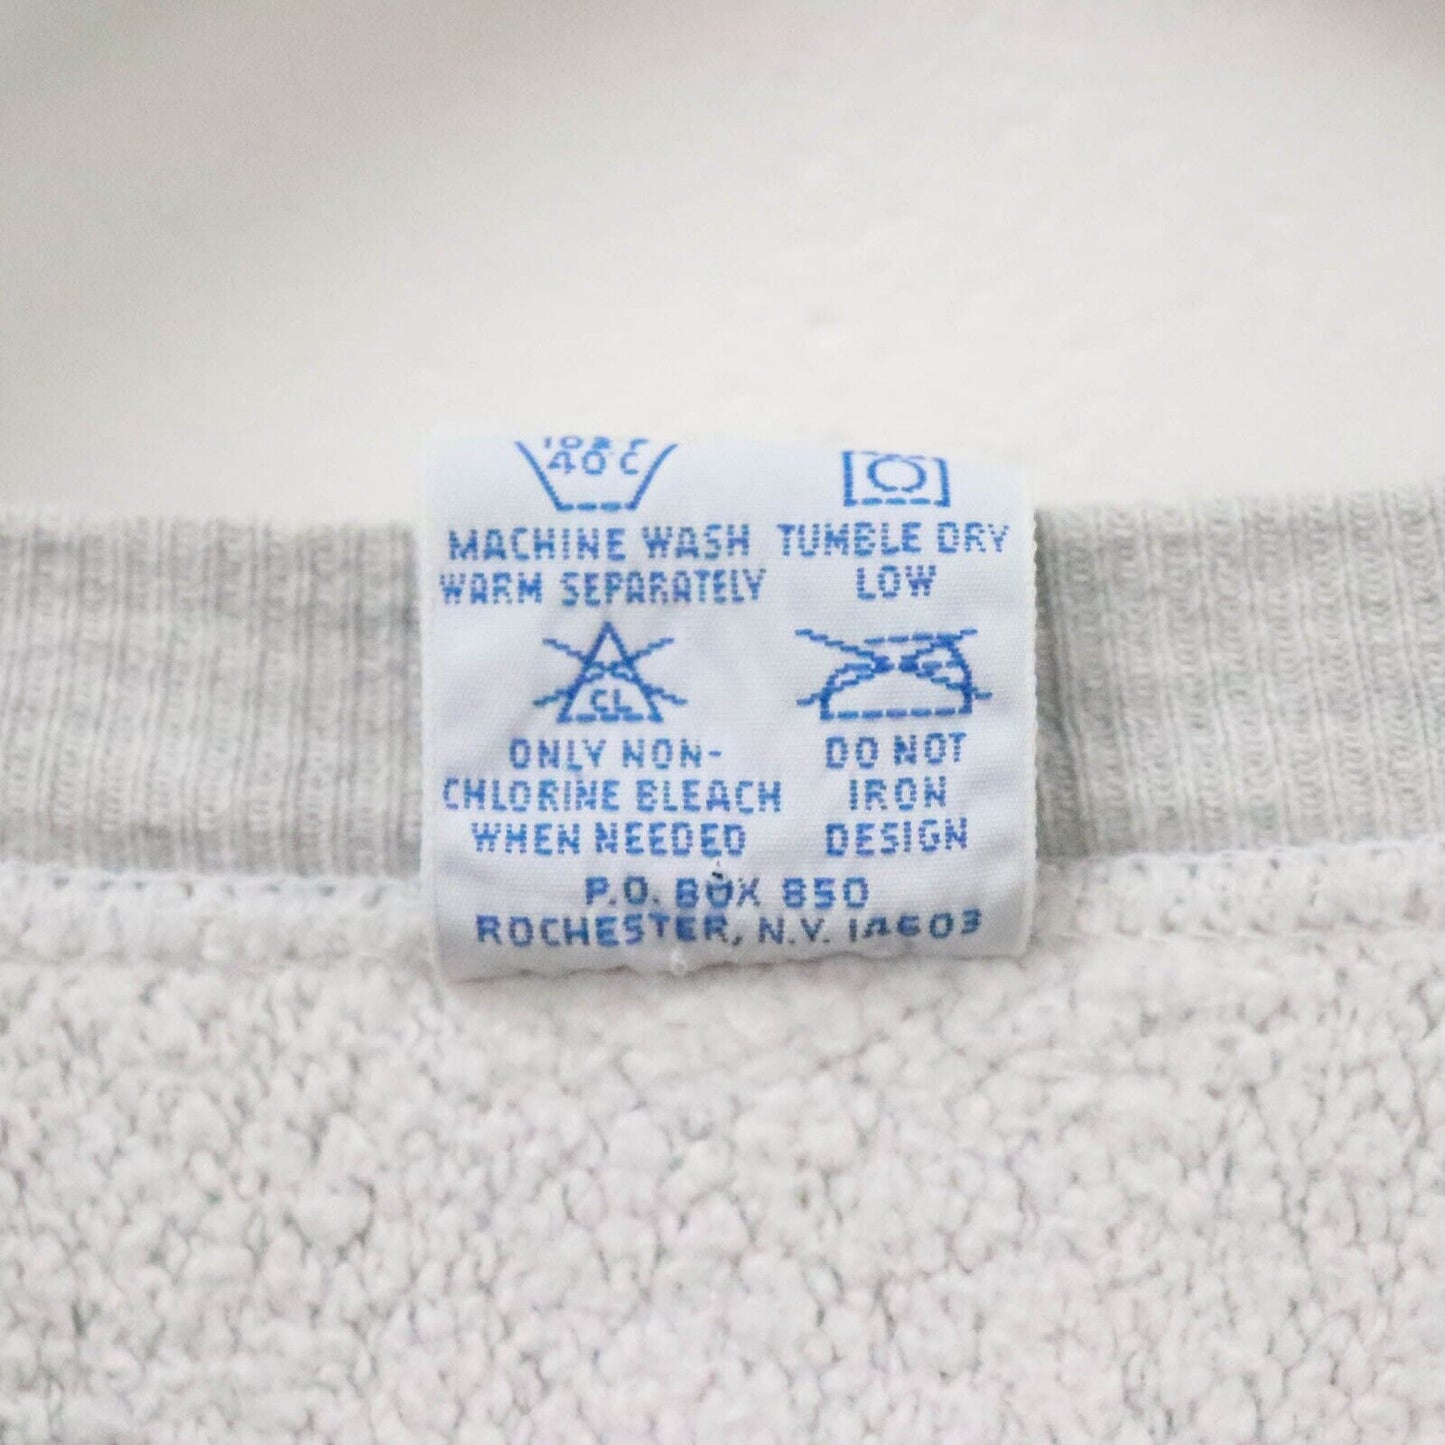 40°C
MACHINE WASH
WARM SEPARATELY
TUMBLE DRY
LOW
CL
ONLY NON-
CHLORINE BLEACH
WHEN NEEDED
DO NOT
IRON
DESIGN
P.O. BOX 850
ROCHESTER, N.Y. 14603